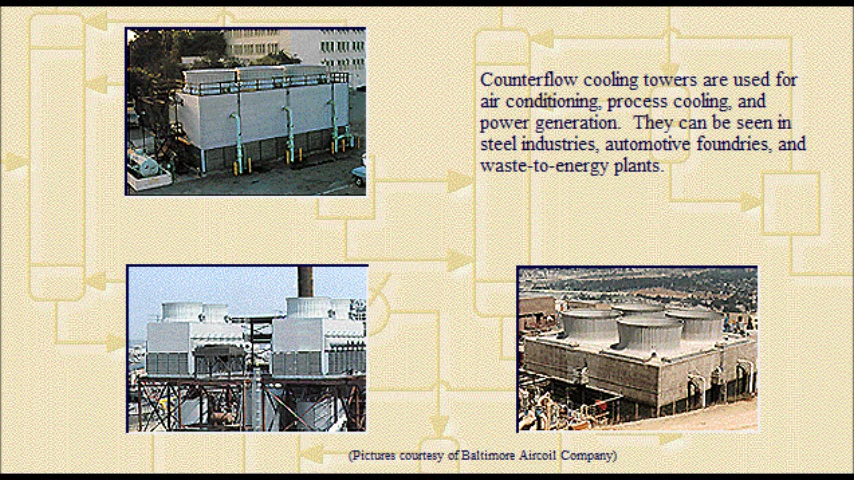 Counterflow cooling towers are used for
air conditioning, process cooling, and
power generation.  They can be seen in
steel industries, automotive foundries, and
waste-to-energy plants.
(Pictures courtesy of Baltimore Aircoil Company)